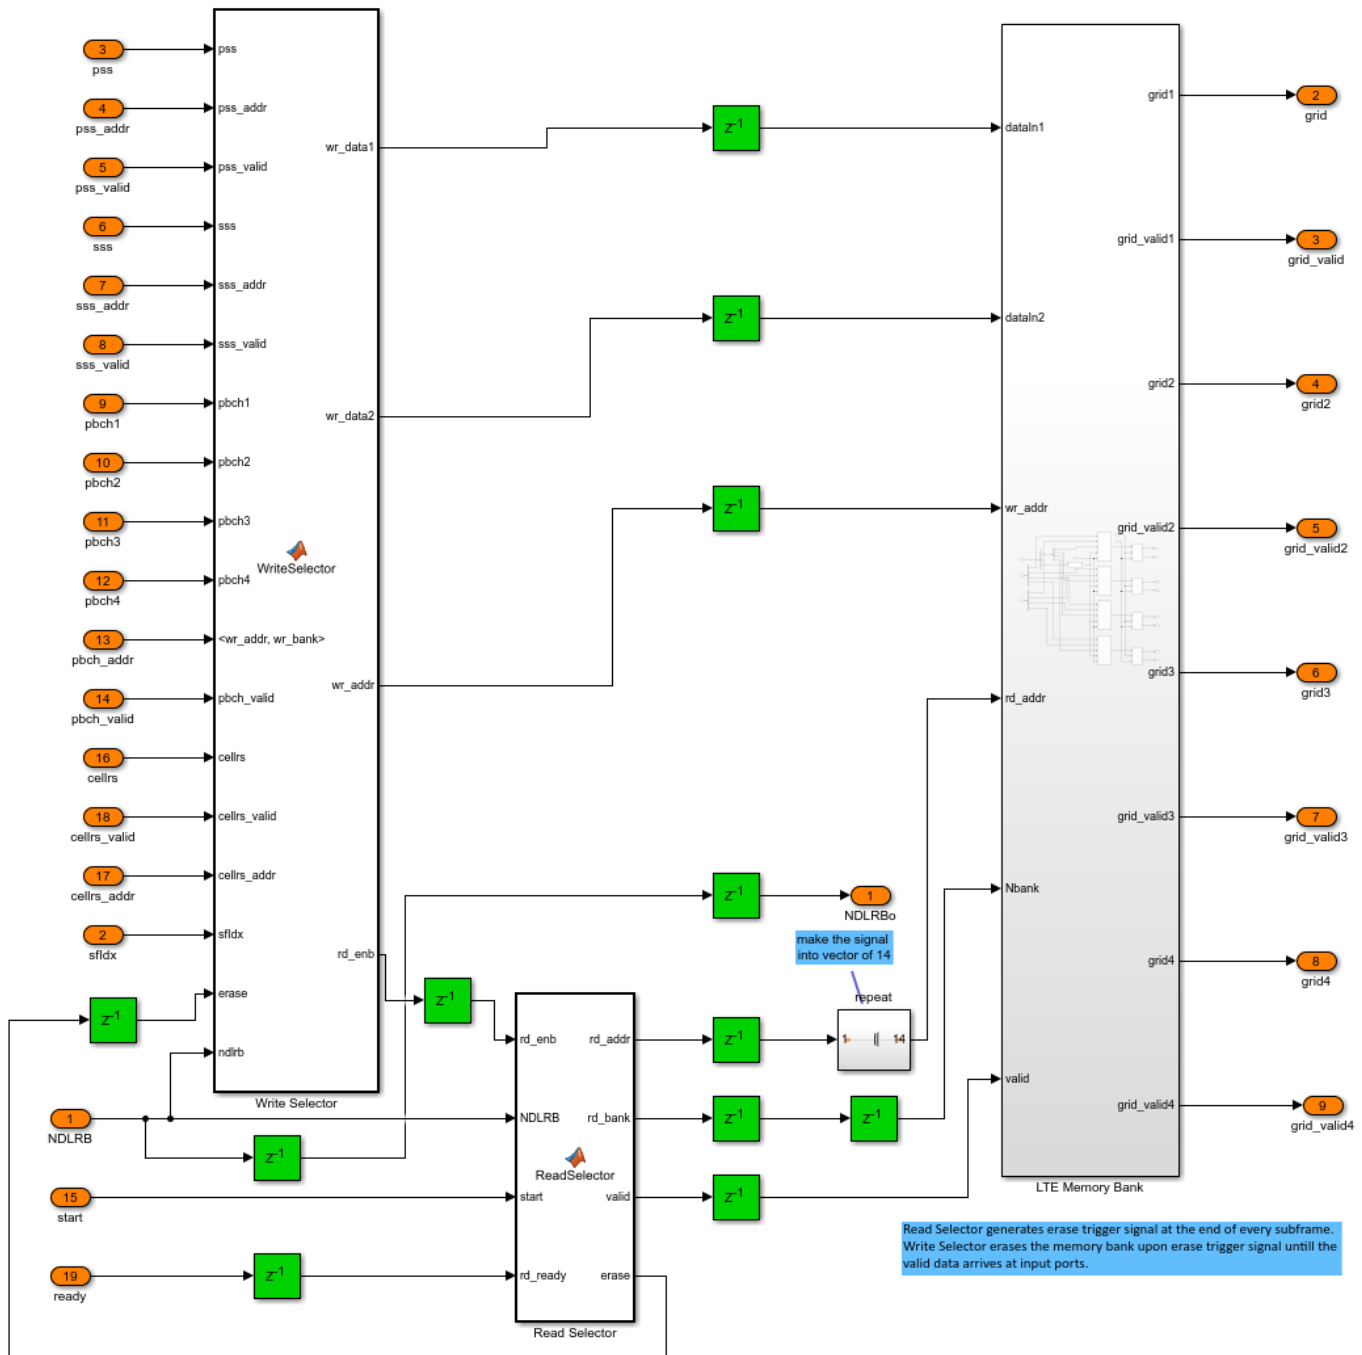 3
pss
4
pss_addr
5
pss_valid
6
sss
7
sss_addr
8
sss_valid
9
pbch1
10
pbch2
11
pbch3
12
pbch4
13
pbch_addr
14
pbch_valid
16
cellrs
18
cellrs_valid
17
cellrs_addr
2
sfIdx
z-1
1
NDLRB
15
start
19
ready
pss
pss_addr
pss_valid
sss
sss_addr
sss_valid
pbch1
pbch2
pbch3
pbch4
<wr_addr, wr_bank>
pbch_valid
cellrs
cellrs_valid
cellrs_addr
sfIdx
erase
ndlrb
WriteSelector
wr_data1
wr_data2
wr_addr
rd_enb
Write Selector
z-1
z-1
z-1
rd_enb
NDLRB
start
rd_ready
ReadSelector
rd_addr
rd_bank
valid
erase
Read Selector
z-1
z-1
z-1
z-1
1
NDLRBo
make the signal
into vector of 14
repeat
1
14
z-1
z-1
z-1
z-1
dataIn1
dataIn2
wr_addr
rd_addr
Nbank
valid
grid1
grid_valid1
grid2
grid_valid2
grid3
grid_valid3
grid4
grid_valid4
LTE Memory Bank
2
grid
3
grid_valid
4
grid2
5
grid_valid2
6
grid3
7
grid_valid3
8
grid4
9
grid_valid4
Read Selector generates erase trigger signal at the end of every subframe.
Write Selector erases the memory bank upon erase trigger signal untill the
valid data arrives at input ports.